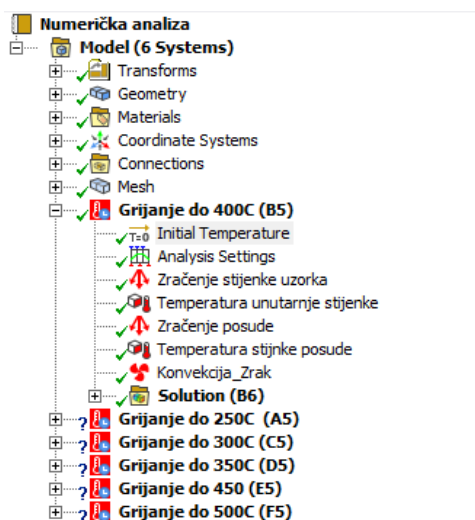 Numerička analiza
Model (6 Systems)
Transforms
Geometry
Materials
Coordinate Systems
Connections
Mesh
Grijanje do 400C (B5)
T=0 Initial Temperature
Analysis Settings
Zračenje stijenke uzorka
Temperatura unutarnje stijenke
Zračenje posude
Temperatura stijnke posude
Konvekcija_Zrak
Solution (B6)
? Grijanje do 250C (A5)
? Grijanje do 300C (C5)
? Grijanje do 350C (D5)
? Grijanje do 450 (E5)
? Grijanje do 500C (F5)